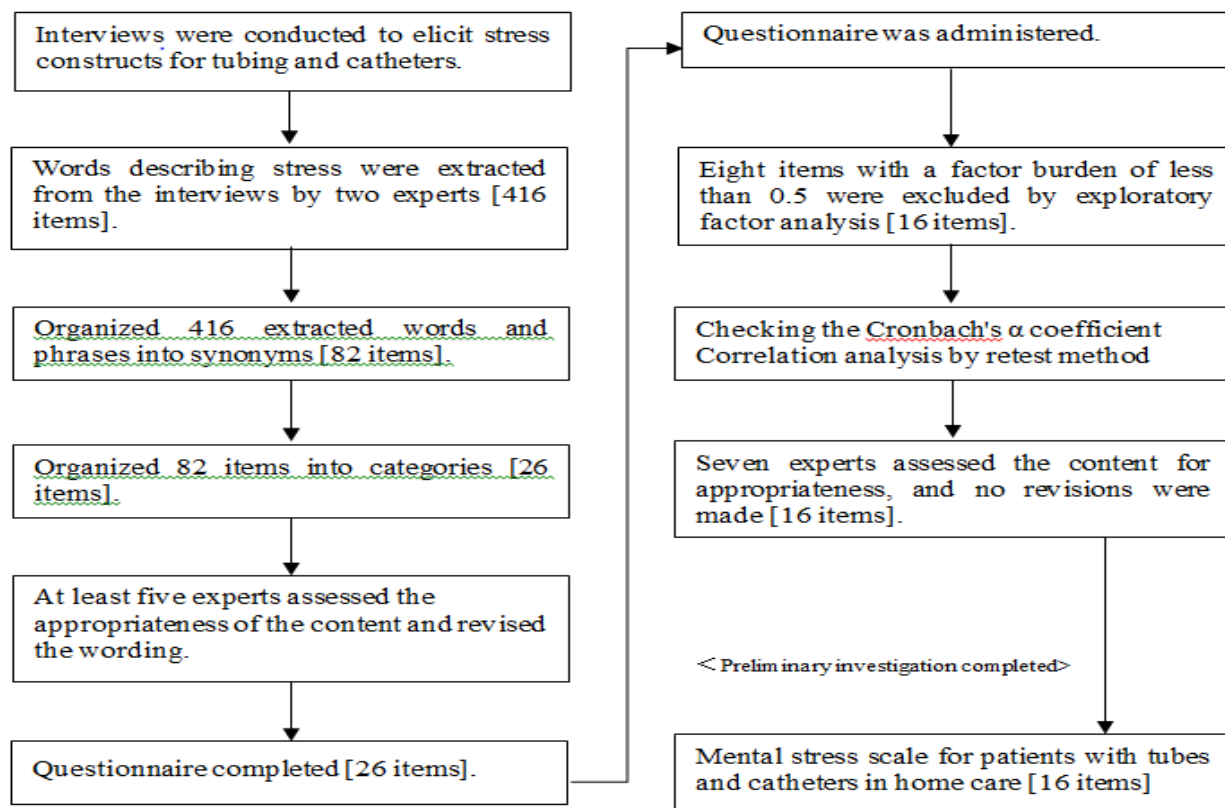 Interviews were conducted to elicit stress
constructs for tubing and catheters.
Words describing stress were extracted
from the interviews by two experts [416
items].
Organized 416 extracted words and
phrases into synonyms [82 items].
Organized 82 items into categories [26
items].
At least five experts assessed the
appropriateness of the content and revised
the wording.
Questionnaire completed [26 items].
Questionnaire was administered.
Eight items with a factor burden of less
than 0.5 were excluded by exploratory
factor analysis [16 items].
Checking the Cronbach's α coefficient
Correlation analysis by retest method
Seven experts assessed the content for
appropriateness, and no revisions were
made [16 items].
＜Preliminary investigation completed>
Mental stress scale for patients with tubes
and catheters in home care [16 items]